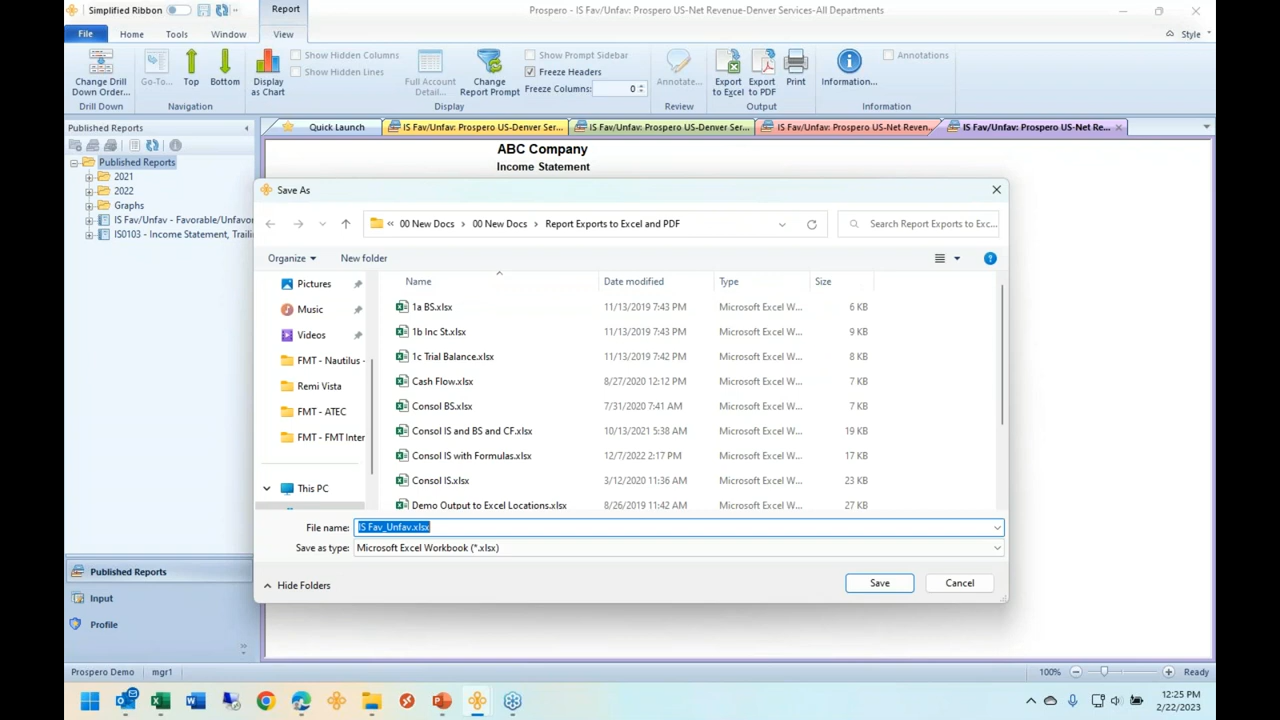 Simplified Ribbon
Report
Prospero - IS Fav/Unfav: Prospero US-Net Revenue-Denver Services-All Departments
File
Home
Tools
Window
View
Style
Change Drill
Down Order...
Drill Down
Go-To...
Top
Bottom
Navigation
Display
as Chart
Show Hidden Columns
Show Hidden Lines
Full Account
Detail...
Change
Report Prompt
Display
Show Prompt Sidebar
Freeze Headers
Freeze Columns: 0
Annotate...
Review
Export
to Excel
Export
to PDF
Print
Output
Information...
Annotations
Information
Published Reports
Quick Launch
IS Fav/Unfav: Prospero US-Denver Ser...
IS Fav/Unfav: Prospero US-Denver Ser...
IS Fav/Unfav: Prospero US-Net Reven...
IS Fav/Unfav: Prospero US-Net Re...
Published Reports
2021
2022
Graphs
IS Fav/Unfav - Favorable/Unfavor
IS0103 - Income Statement, Traili
ABC Company
Income Statement
Save As
« 00 New Docs › 00 New Docs › Report Exports to Excel and PDF
Search Report Exports to Exc...
Organize
New folder
Pictures
Music
Videos
FMT - Nautilus -
Remi Vista
FMT - ATEC
FMT - FMT Inter
This PC
Name Date modified Type Size
1a BS.xlsx 11/13/2019 7:43 PM Microsoft Excel W... 6 KB
1b Inc St.xlsx 11/13/2019 7:43 PM Microsoft Excel W... 9 KB
1c Trial Balance.xlsx 11/13/2019 7:42 PM Microsoft Excel W... 8 KB
Cash Flow.xlsx 8/27/2020 12:12 PM Microsoft Excel W... 7 KB
Consol BS.xlsx 7/31/2020 7:41 AM Microsoft Excel W... 7 KB
Consol IS and BS and CF.xlsx 10/13/2021 5:38 AM Microsoft Excel W... 19 KB
Consol IS with Formulas.xlsx 12/7/2022 2:17 PM Microsoft Excel W... 17 KB
Consol IS.xlsx 3/12/2020 11:36 AM Microsoft Excel W... 23 KB
Demo Output to Excel Locations.xlsx 8/26/2019 11:42 AM Microsoft Excel W... 27 KB
File name: IS Fav_Unfav.xlsx
Save as type: Microsoft Excel Workbook (*.xlsx)
Hide Folders
Save
Cancel
Published Reports
Input
Profile
Prospero Demo
mgr1
100%
Ready
12:25 PM
2/22/2023